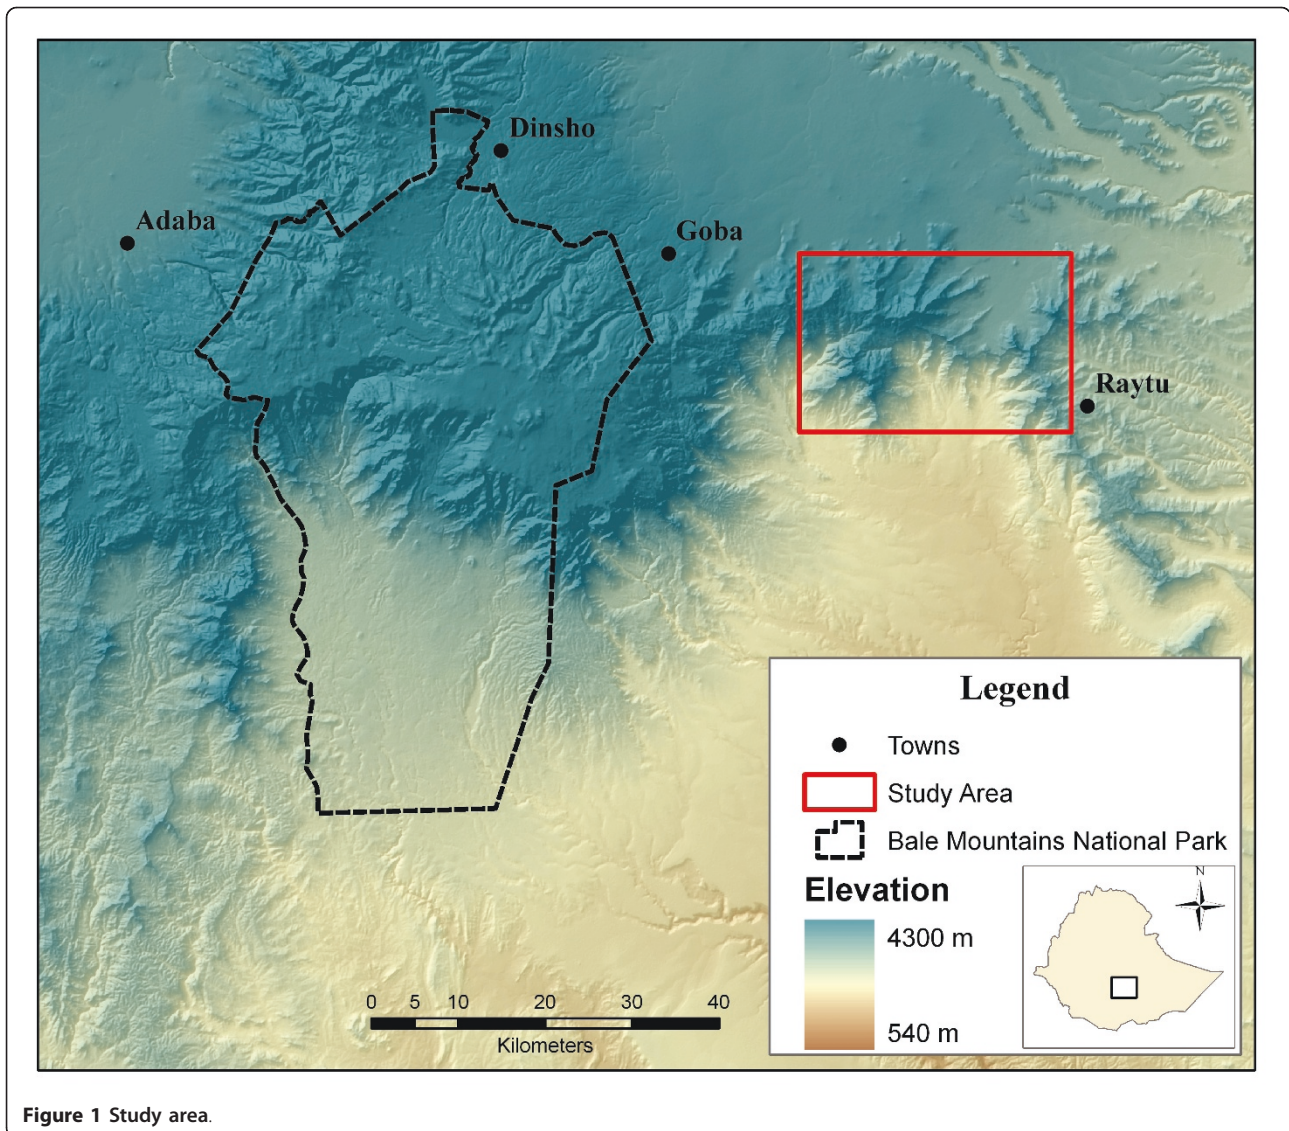 Dinsho
Adaba
Goba
Raytu
Legend
Towns
Study Area
Bale Mountains National Park
Elevation
4300 m
540 m
N
0 5 10 20 30 40
Kilometers
Figure 1 Study area.